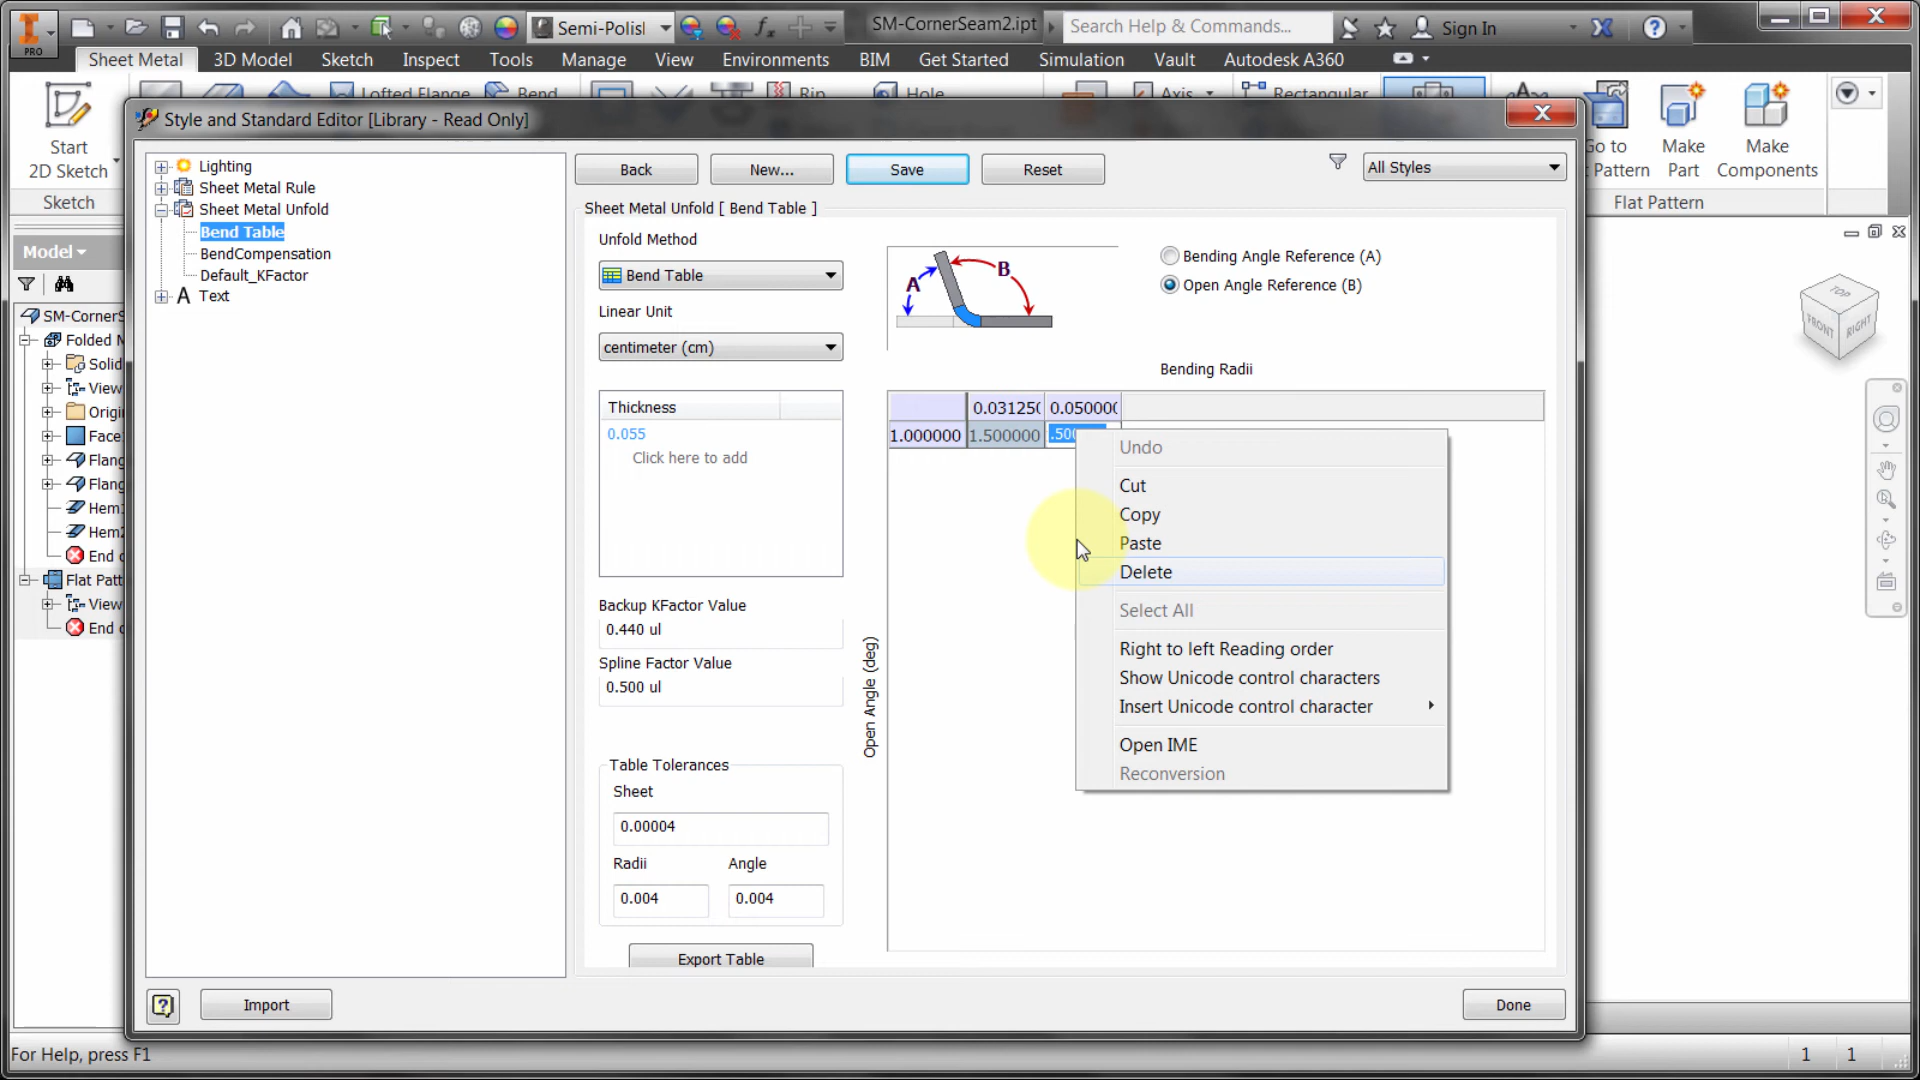 PRO
Semi-Polisl
SM-CornerSeam2.ipt
Search Help & Commands...
Sign In
Sheet Metal
3D Model
Sketch
Inspect
Tools
Manage
View
Environments
BIM
Get Started
Simulation
Vault
Autodesk A360
Start
2D Sketch
Sketch
Lofted Flange
Bend
Rip
Hole
Axis
Rectangular
Go to
Pattern
Make
Part
Make
Components
Flat Pattern
Style and Standard Editor [Library - Read Only]
Lighting
Sheet Metal Rule
Sheet Metal Unfold
Bend Table
BendCompensation
Default_KFactor
Text
Back
New...
Save
Reset
All Styles
Sheet Metal Unfold [ Bend Table ]
Unfold Method
Bend Table
Linear Unit
centimeter (cm)
A
B
Bending Angle Reference (A)
Open Angle Reference (B)
Bending Radii
Thickness
0.055
Click here to add
0.03125(
0.05000(
1.000000
1.500000
.500
Undo
Cut
Copy
Paste
Delete
Select All
Right to left Reading order
Show Unicode control characters
Insert Unicode control character
Open IME
Reconversion
Open Angle (deg)
Backup KFactor Value
0.440 ul
Spline Factor Value
0.500 ul
Table Tolerances
Sheet
0.00004
Radii
Angle
0.004
0.004
Export Table
Import
Done
Model
SM-CornerS
Folded M
Solid
View
Origi
Face
Flang
Flang
Hem
Hem2
End o
Flat Patt
View
End o
TOP
FRONT
RIGHT
For Help, press F1
1
1